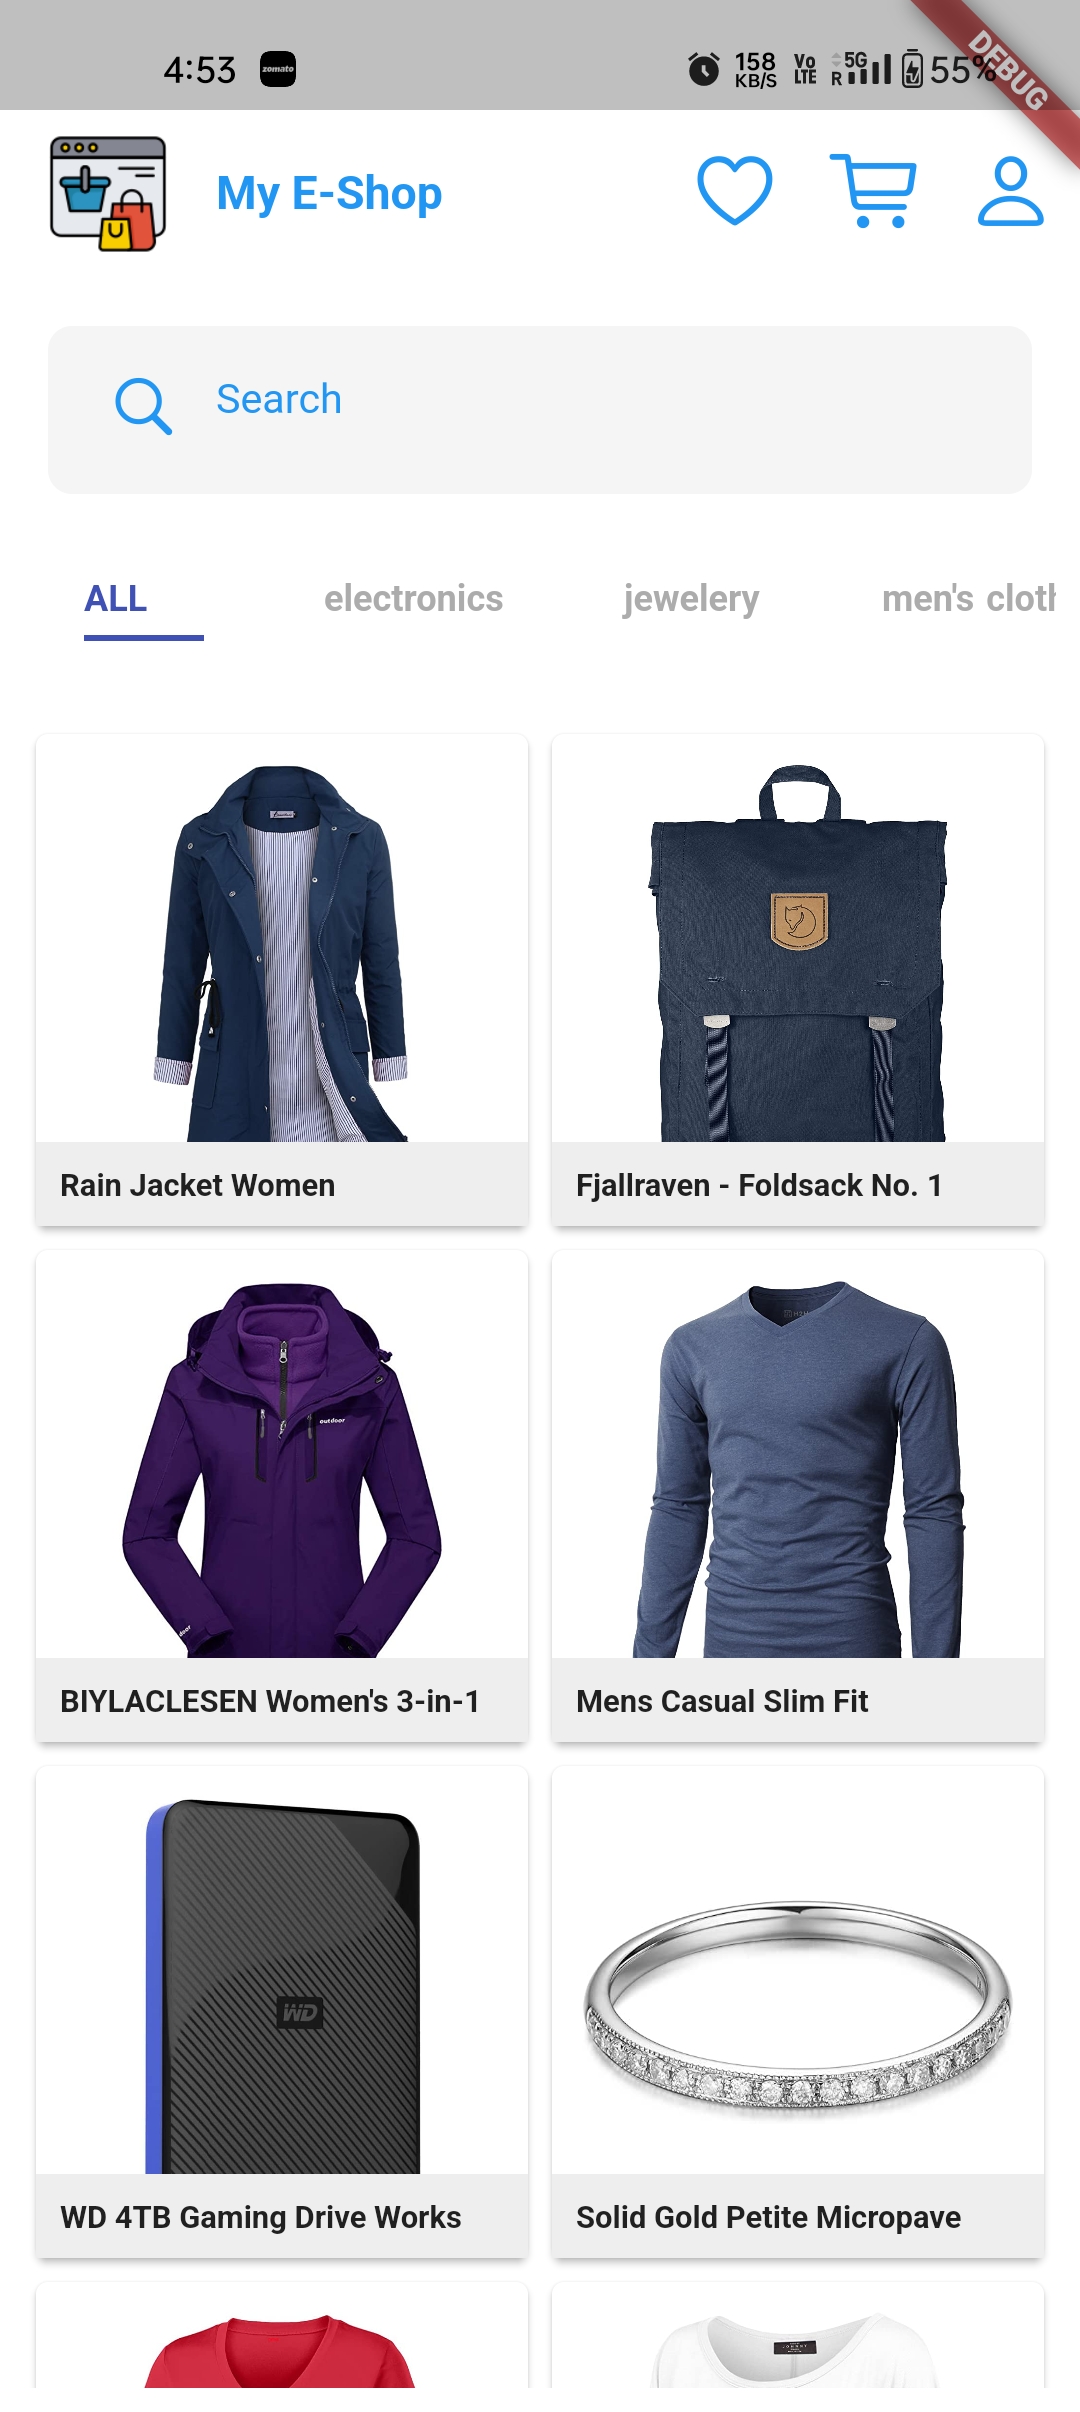 4:53 zomato 158 KB/S Vo LTE 5G R 55%
DEBUG
My E-Shop
Search
ALL electronics jewelery men's cloth
Rain Jacket Women
Fjallraven - Foldsack No. 1
outdoor
BIYLACLESEN Women's 3-in-1
Mens Casual Slim Fit
WD
WD 4TB Gaming Drive Works
Solid Gold Petite Micropave